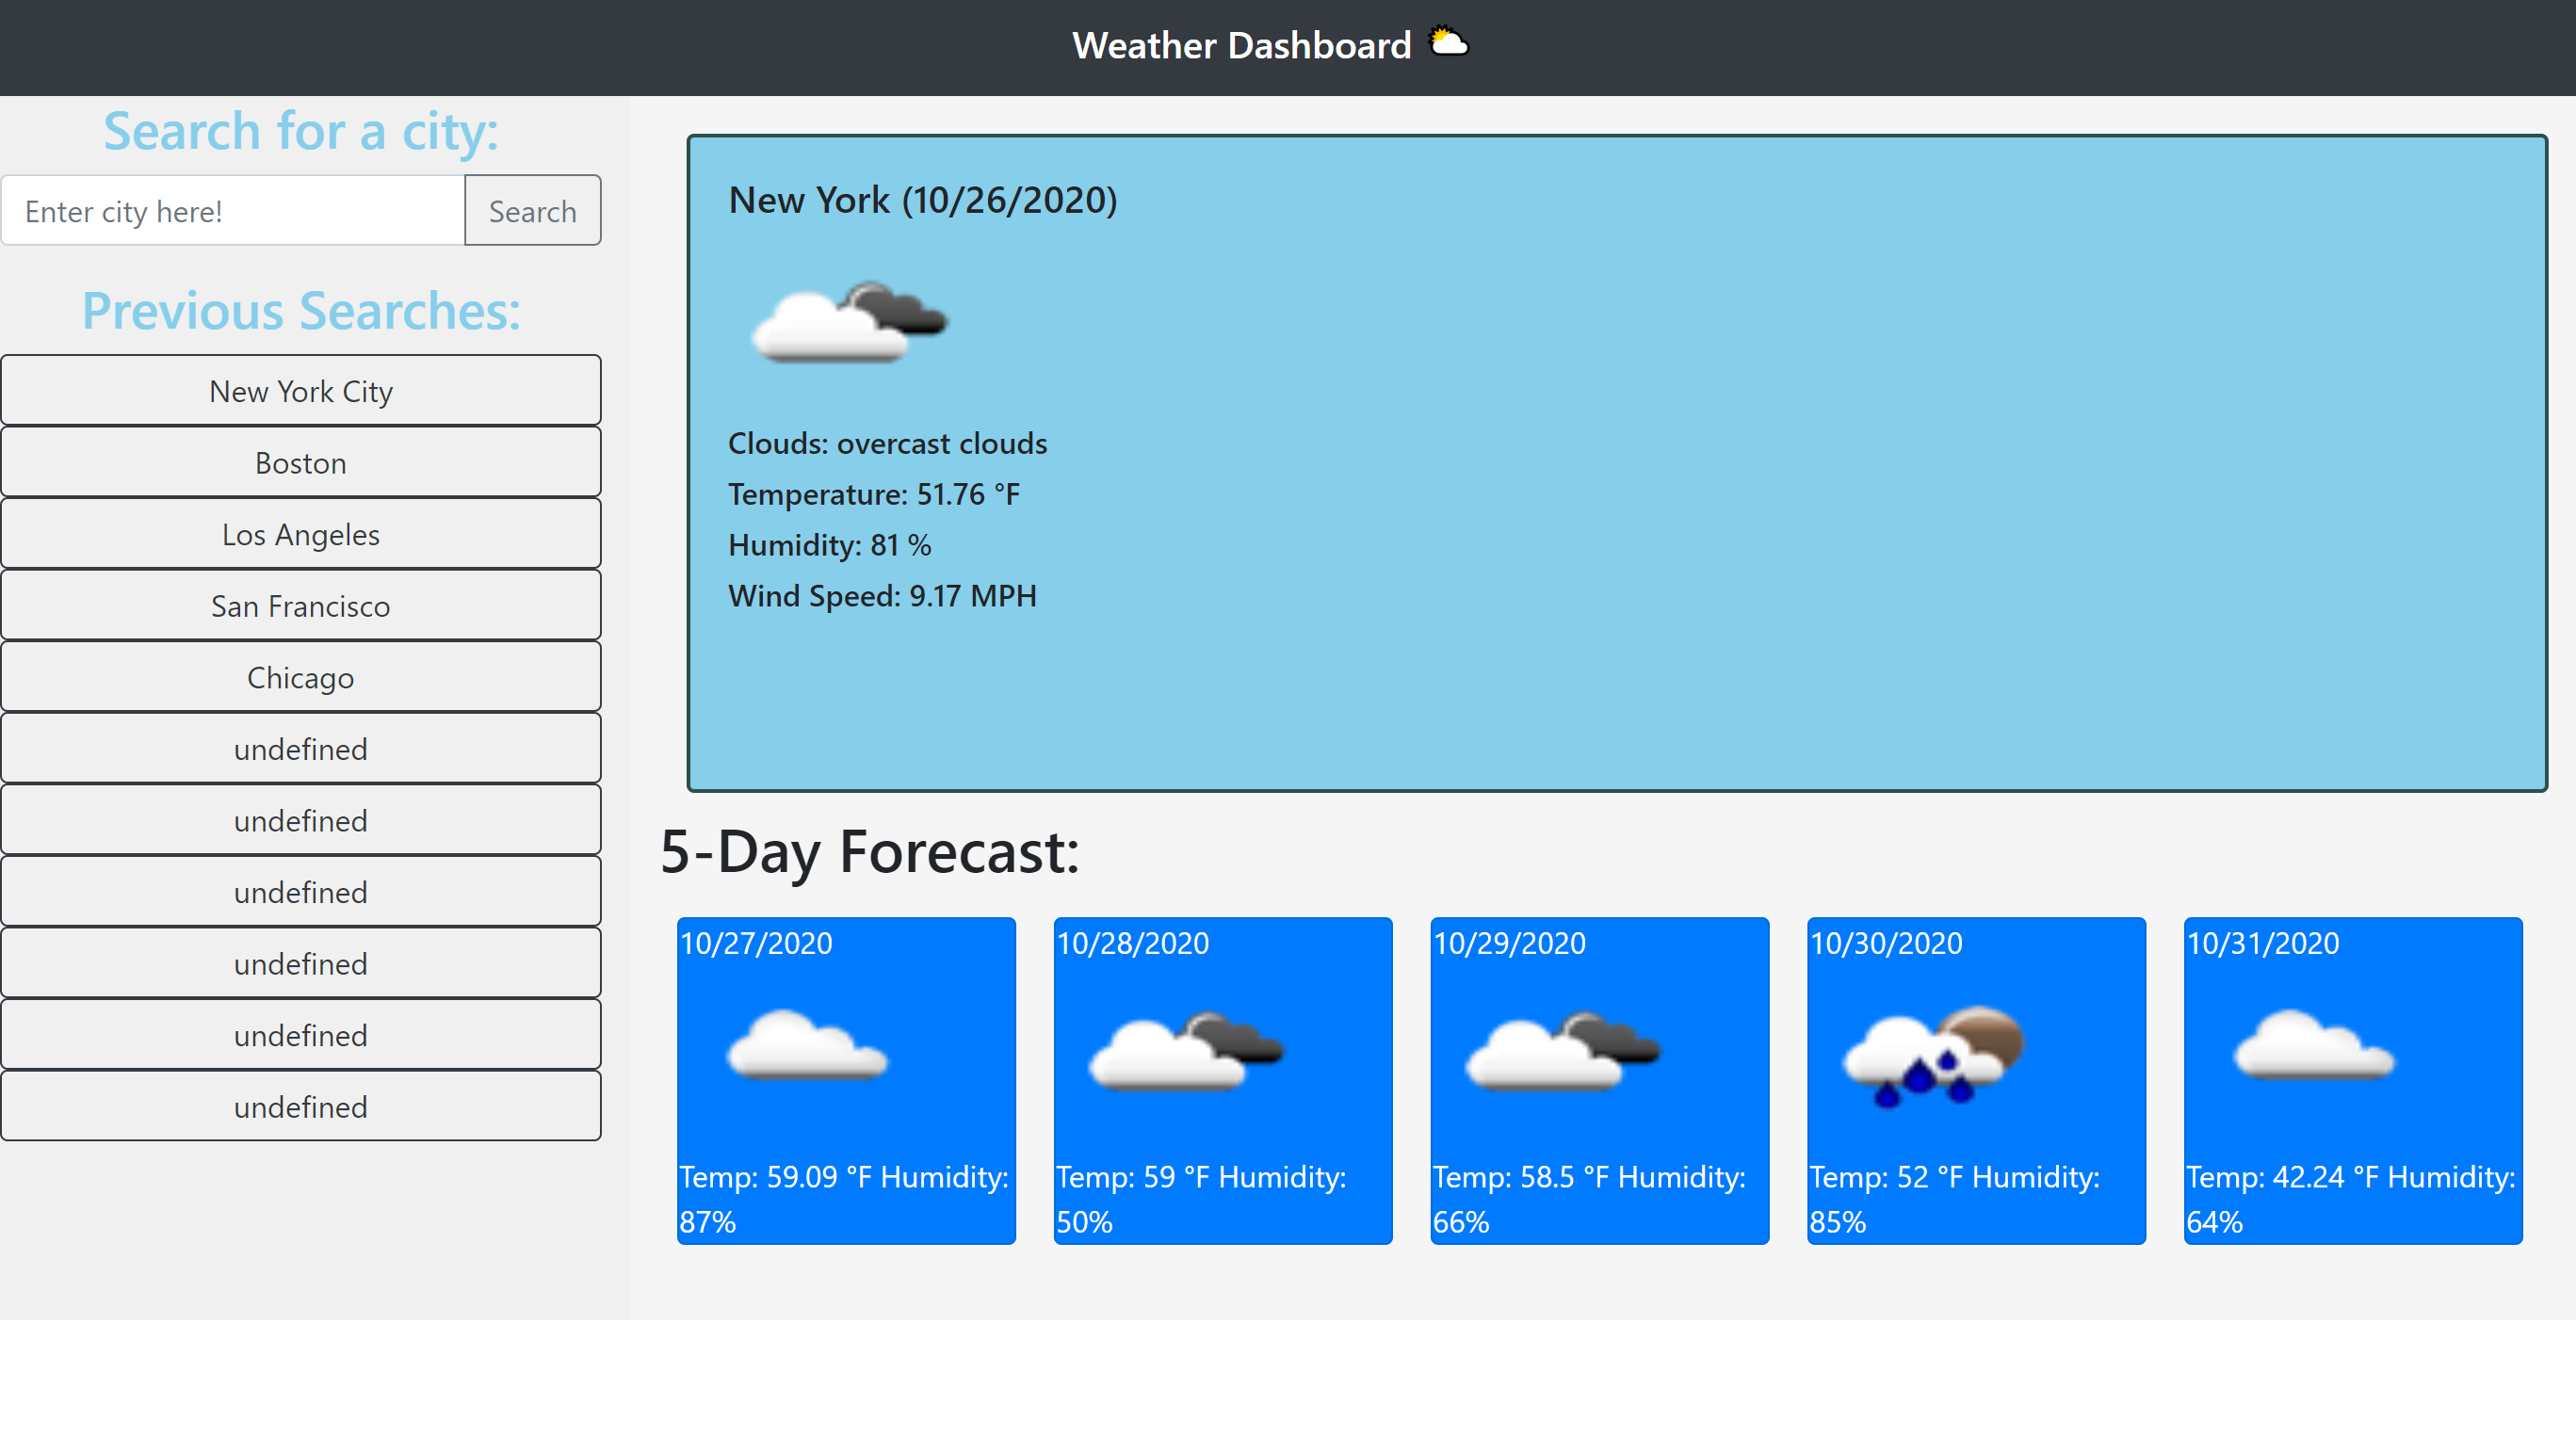 Weather Dashboard
Search for a city:
Enter city here!
Search
Previous Searches:
New York City
Boston
Los Angeles
San Francisco
Chicago
undefined
undefined
undefined
undefined
undefined
undefined
New York (10/26/2020)
Clouds: overcast clouds
Temperature: 51.76 °F
Humidity: 81 %
Wind Speed: 9.17 MPH
5-Day Forecast:
10/27/2020
Temp: 59.09 °F Humidity:
87%
10/28/2020
Temp: 59 °F Humidity:
50%
10/29/2020
Temp: 58.5 °F Humidity:
66%
10/30/2020
Temp: 52 °F Humidity:
85%
10/31/2020
Temp: 42.24 °F Humidity:
64%